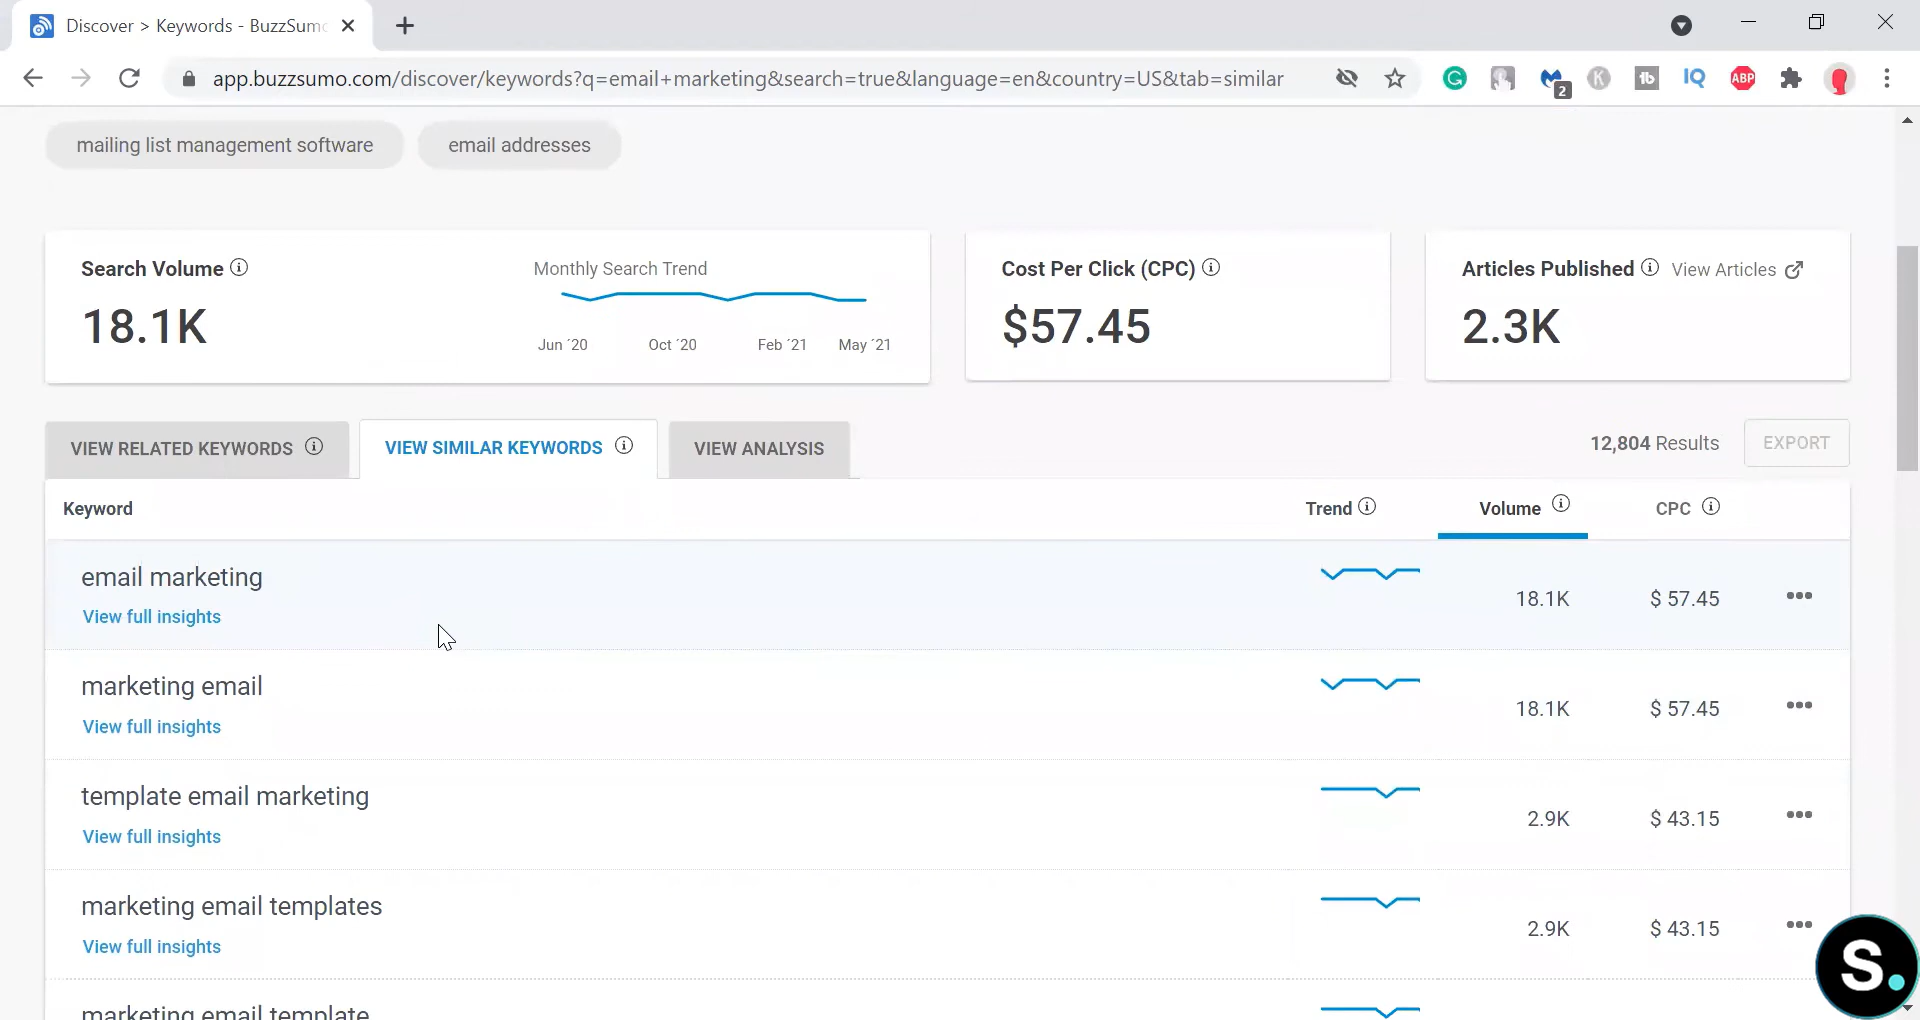 Discover > Keywords - BuzzSum
app.buzzsumo.com/discover/keywords?q=email+marketing&search=true&language=en&country=US&tab=similar
2
K
tb
IQ
ABP
mailing list management software
email addresses
Search Volume
Monthly Search Trend
Cost Per Click (CPC)
Articles Published
View Articles
18.1K
$57.45
2.3K
Jun ´20
Oct ´20
Feb ´21
May ´21
VIEW RELATED KEYWORDS
VIEW SIMILAR KEYWORDS
VIEW ANALYSIS
12,804 Results
EXPORT
Keyword
Trend
Volume
CPC
email marketing
View full insights
18.1K
$ 57.45
marketing email
View full insights
18.1K
$ 57.45
template email marketing
View full insights
2.9K
$ 43.15
marketing email templates
View full insights
2.9K
$ 43.15
marketing email template
S.